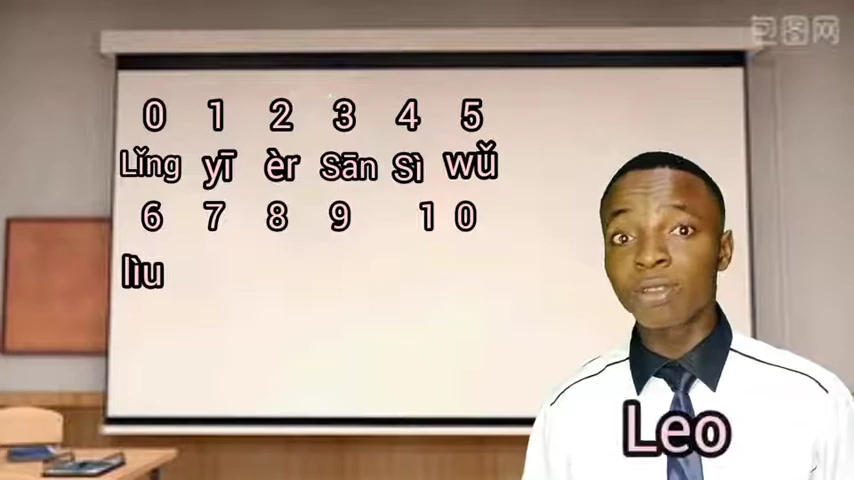 包图网
0 1 2 3 4 5
Lǐng yī èr Sān Sì wǔ
6 7 8 9 10
lìu
Leo